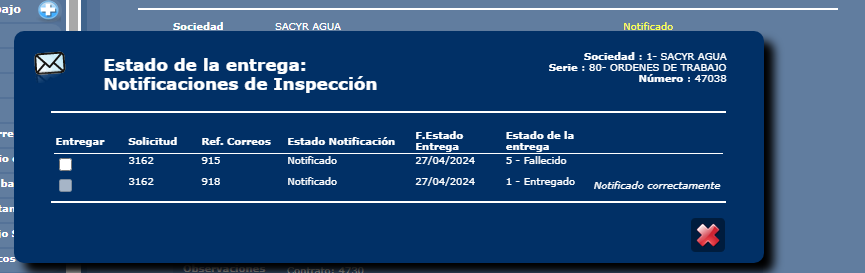 bajo
Sociedad SACYR AGUA Notificado
Estado de la entrega:
Notificaciones de Inspección
Sociedad : 1- SACYR AGUA
Serie : 80- ORDENES DE TRABAJO
Número : 47038
Entregar Solicitud Ref. Correos Estado Notificación F.Estado Entrega Estado de la entrega
3162 915 Notificado 27/04/2024 5 - Fallecido
3162 918 Notificado 27/04/2024 1 - Entregado Notificado correctamente
Observaciones Contrato: 4730